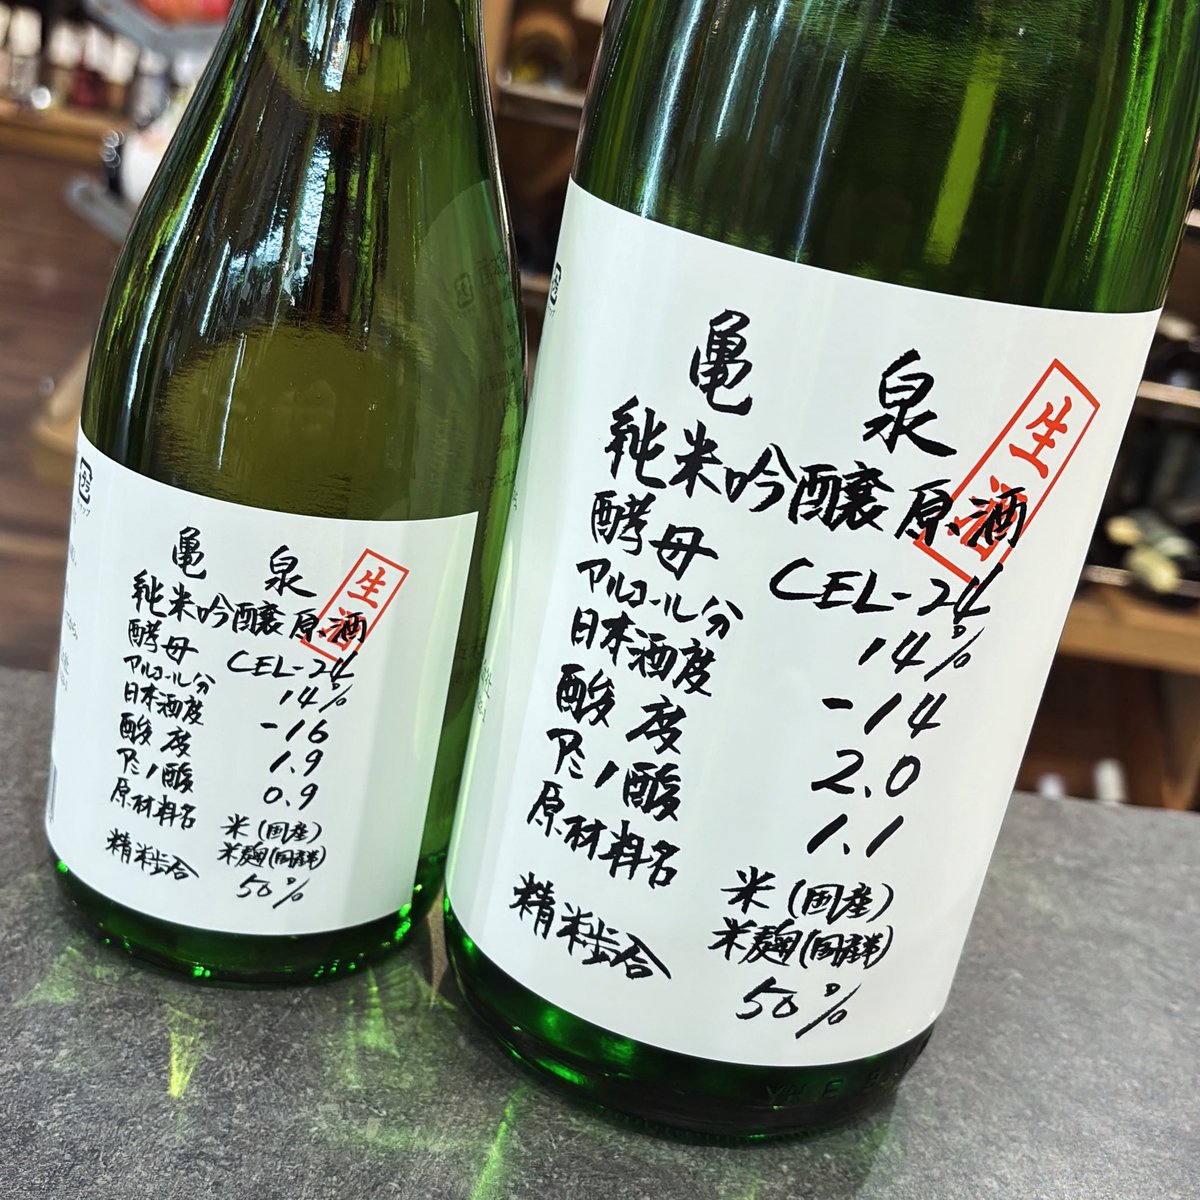 亀泉
純米吟醸原酒
生酒
酵母 CEL-24
アルコール分 14%
日本酒度 -16
酸度 1.9
アミノ酸 0.9
原材料名 米(国産)
米麹(国産米)
精米歩合 50%
亀泉
純米吟醸原酒
生酒
酵母 CEL-24
アルコール分 14%
日本酒度 -14
酸度 2.0
アミノ酸 1.1
原材料名 米(国産)
米麹(国産米)
精米歩合 50%